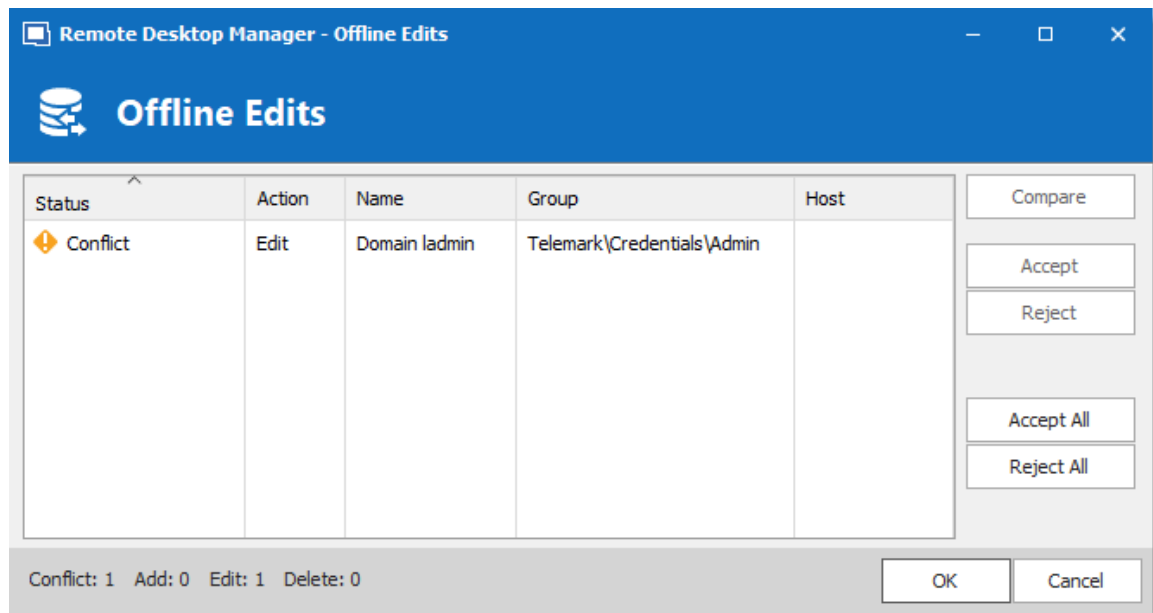 Remote Desktop Manager - Offline Edits
Offline Edits
Status Action Name Group Host
Conflict Edit Domain ladmin Telemark\Credentials\Admin
Compare
Accept
Reject
Accept All
Reject All
Conflict: 1 Add: 0 Edit: 1 Delete: 0
OK Cancel